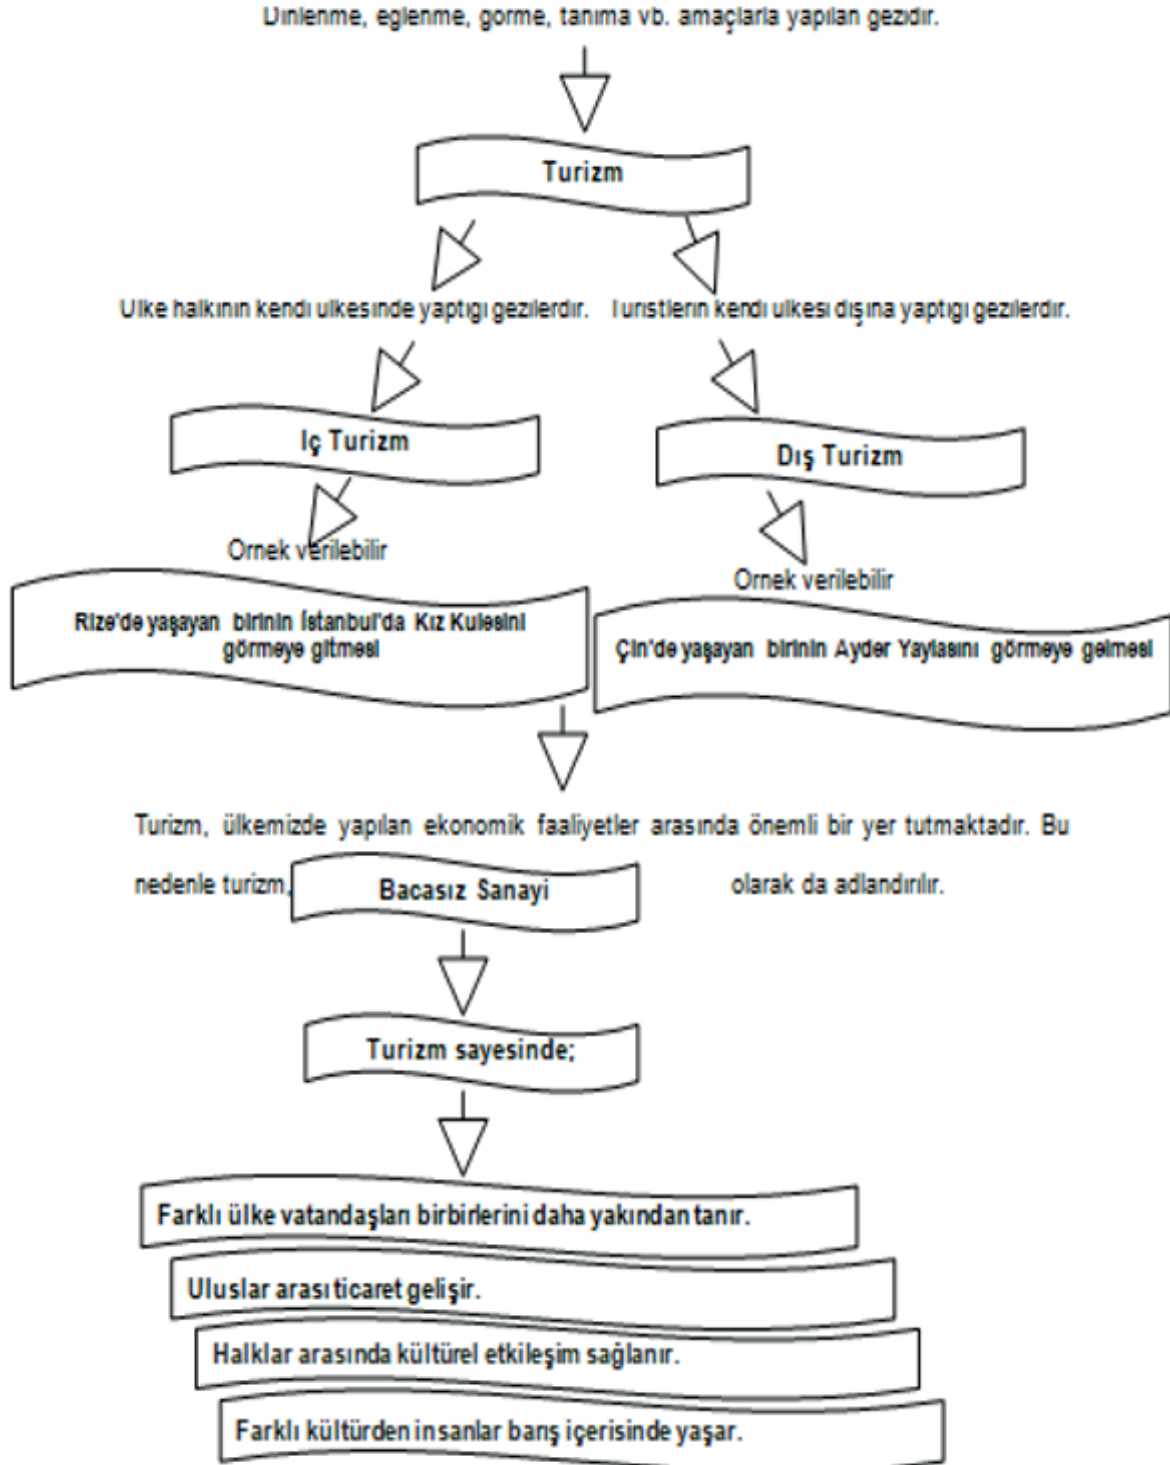 Dinlenme, eğlenme, görme, tanıma vb. amaçlarla yapılan gezidir.
Turizm
Ülke halkının kendi ülkesinde yaptığı gezilerdir.
Turistlerin kendi ülkesi dışına yaptığı gezilerdir.
İç Turizm
Dış Turizm
Örnek verilebilir
Örnek verilebilir
Rize'de yaşayan birinin İstanbul'da Kız Kulesini
görmeye gitmesi
Çin'de yaşayan birinin Ayder Yaylasını görmeye gelmesi
Turizm, ülkemizde yapılan ekonomik faaliyetler arasında önemli bir yer tutmaktadır. Bu
nedenle turizm, Bacasız Sanayi olarak da adlandırılır.
Turizm sayesinde;
Farklı ülke vatandaşları birbirlerini daha yakından tanır.
Uluslar arası ticaret gelişir.
Halklar arasında kültürel etkileşim sağlanır.
Farklı kültürden insanlar barış içerisinde yaşar.